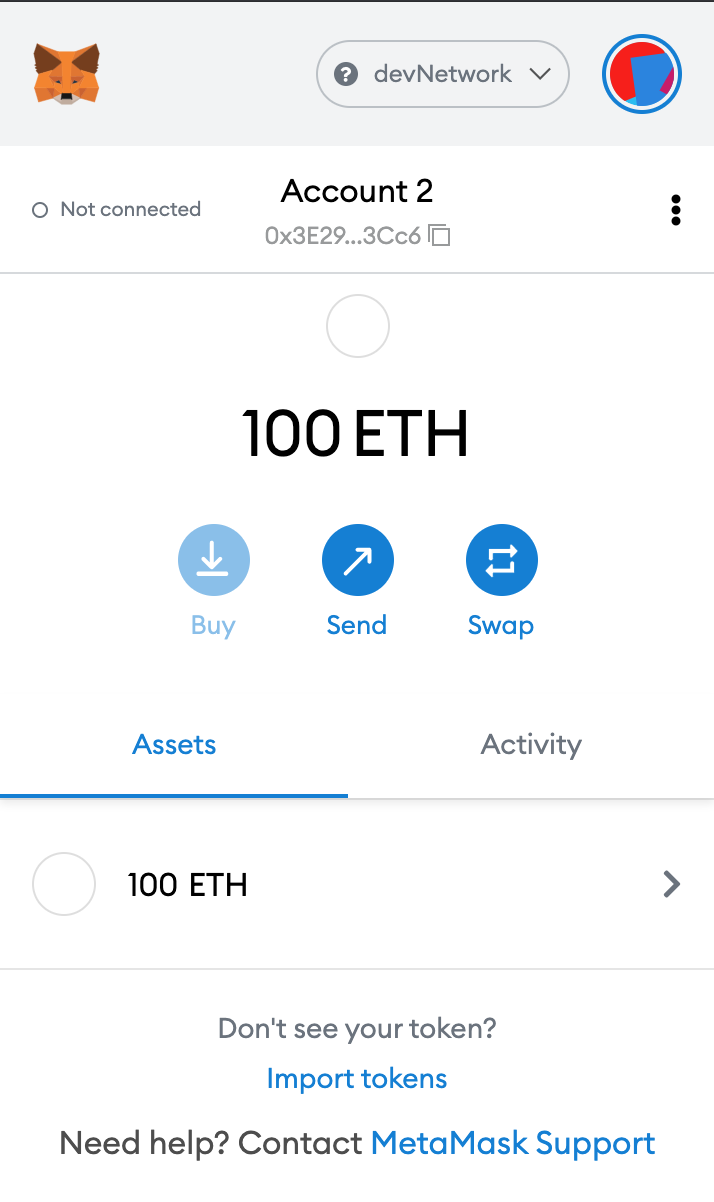 devNetwork
Not connected
Account 2
0x3E29...3Cc6
100 ETH
Buy
Send
Swap
Assets
Activity
100 ETH
Don't see your token?
Import tokens
Need help? Contact MetaMask Support